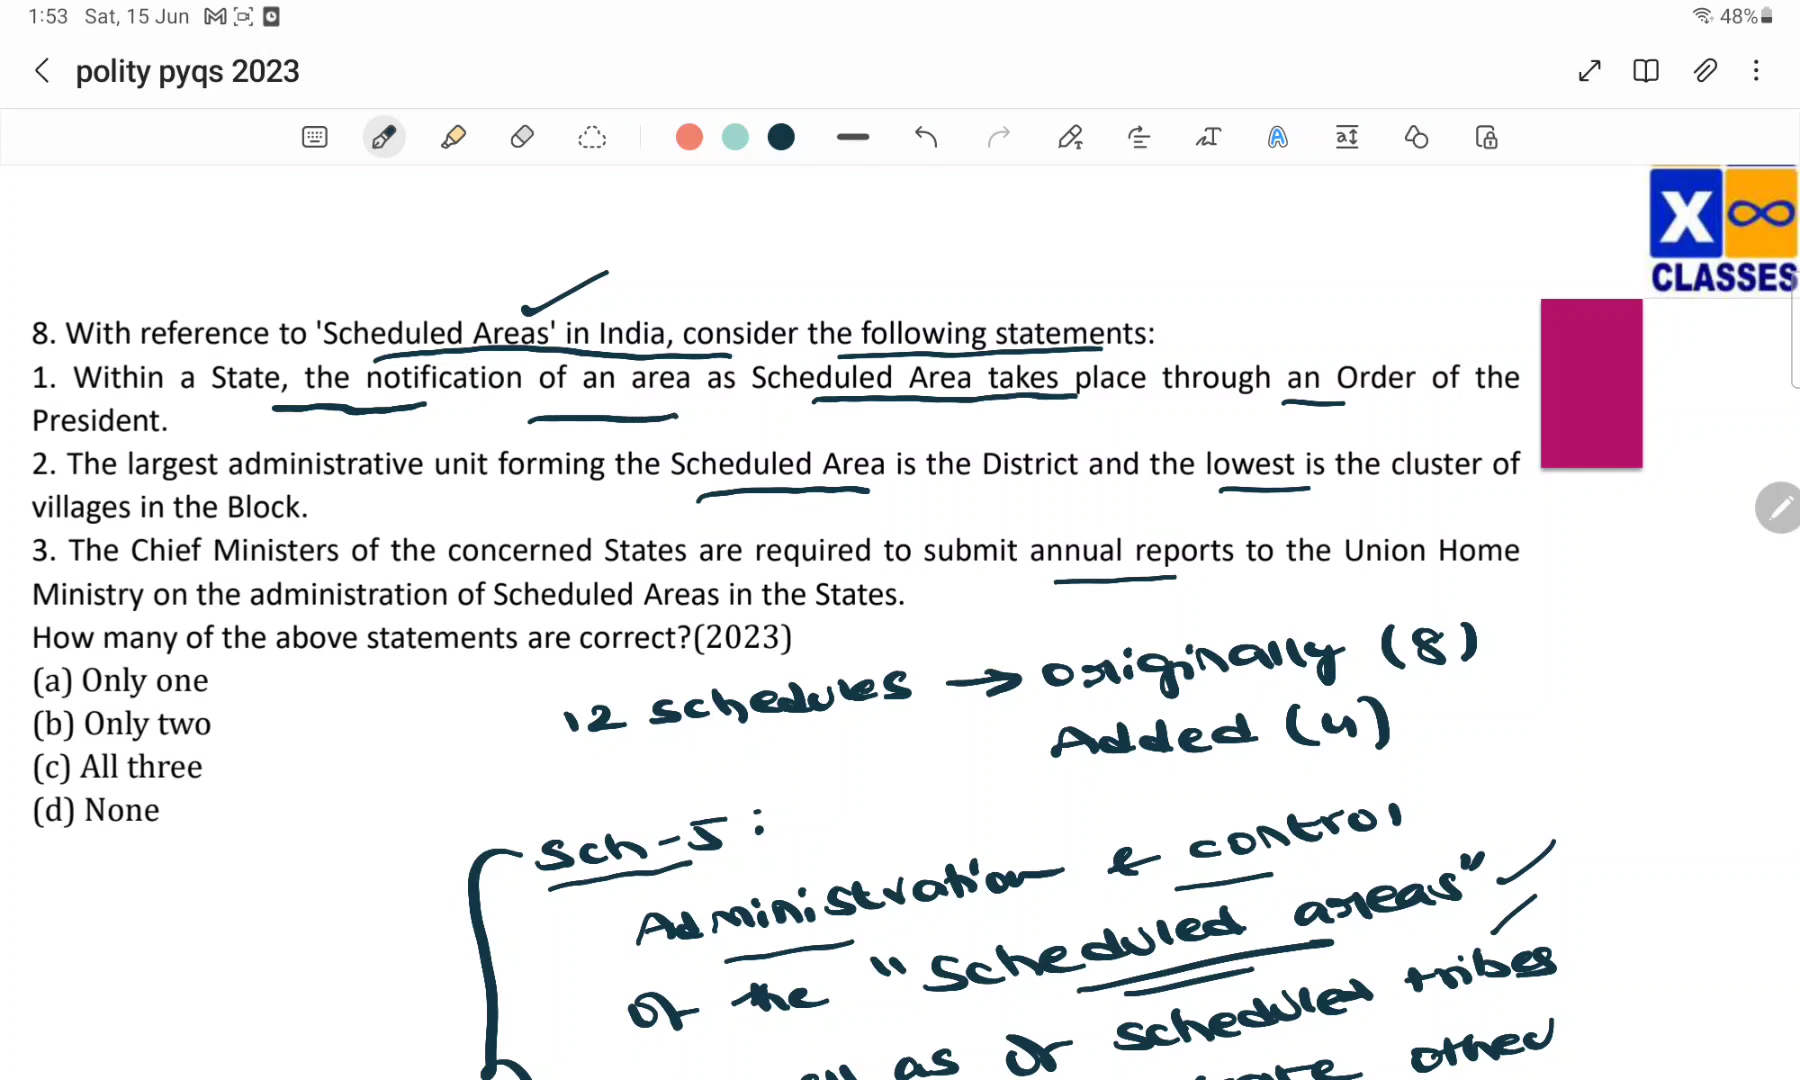 1:53 Sat, 15 Jun
48%
polity pyqs 2023
X ∞
CLASSES
8. With reference to 'Scheduled Areas' in India, consider the following statements:
1. Within a State, the notification of an area as Scheduled Area takes place through an Order of the
President.
2. The largest administrative unit forming the Scheduled Area is the District and the lowest is the cluster of
villages in the Block.
3. The Chief Ministers of the concerned States are required to submit annual reports to the Union Home
Ministry on the administration of Scheduled Areas in the States.
How many of the above statements are correct?(2023)
(a) Only one
(b) Only two
(c) All three
(d) None
12 schedules → originally (8)
Added (4)
Sch-5 :
Administration & control
of the "Scheduled areas"
as of scheduled tribes
other